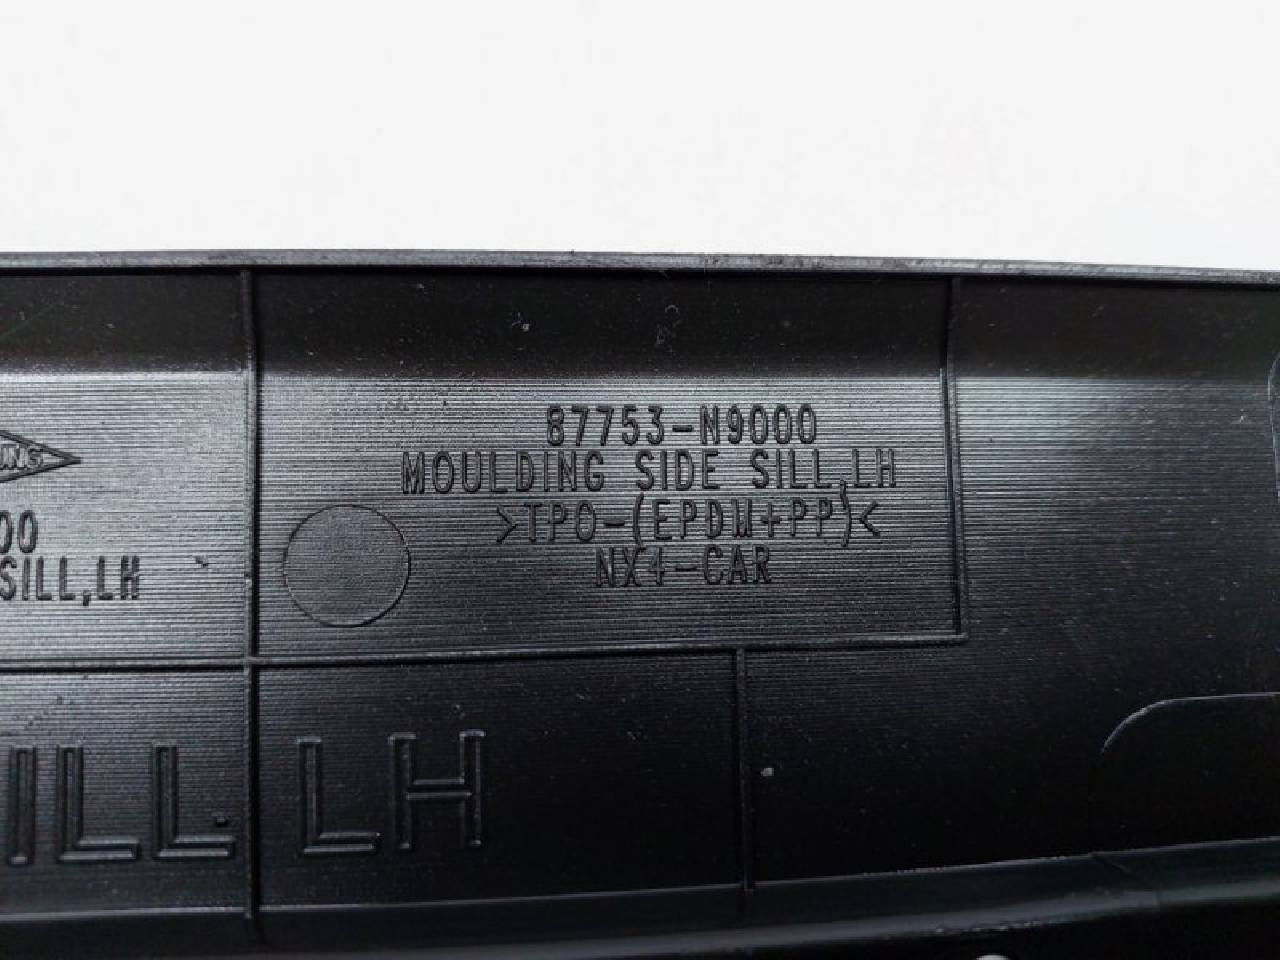 87753-N9000
MOULDING SIDE SILL,LH
>TPO-(EPDM+PP)<
NX4-CAR
00
SILL,LH
ILL LH